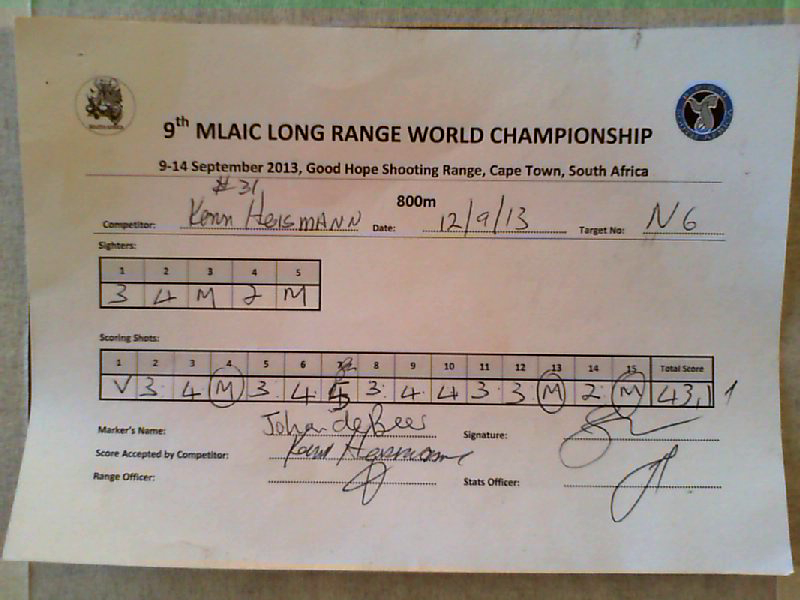 9th MLAIC LONG RANGE WORLD CHAMPIONSHIP
9-14 September 2013, Good Hope Shooting Range, Cape Town, South Africa
#31
800m
Competitor: Kenn Heismann Date: 12/9/13 Target No: N6
Sighters:
1 2 3 4 5
3 4 M 2 M
Scoring Shots:
1 2 3 4 5 6 7 8 9 10 11 12 13 14 15 Total Score
V 3 4 M 3 4 3 4 4 3 3 M 2 M 43,1 1
Marker's Name: Johan de Beer Signature:
Score Accepted by Competitor: Kenn Heismann
Range Officer: Stats Officer: